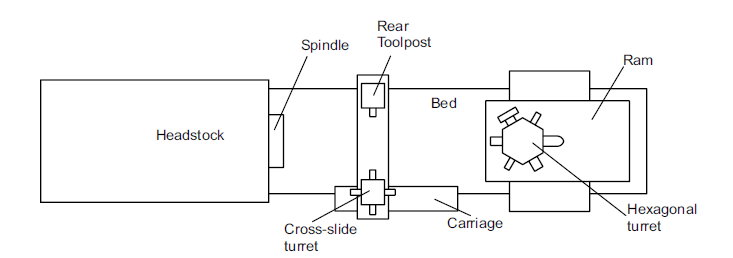 Rear
Toolpost
Spindle
Ram
Bed
Headstock
Hexagonal
turret
Carriage
Cross-slide
turret